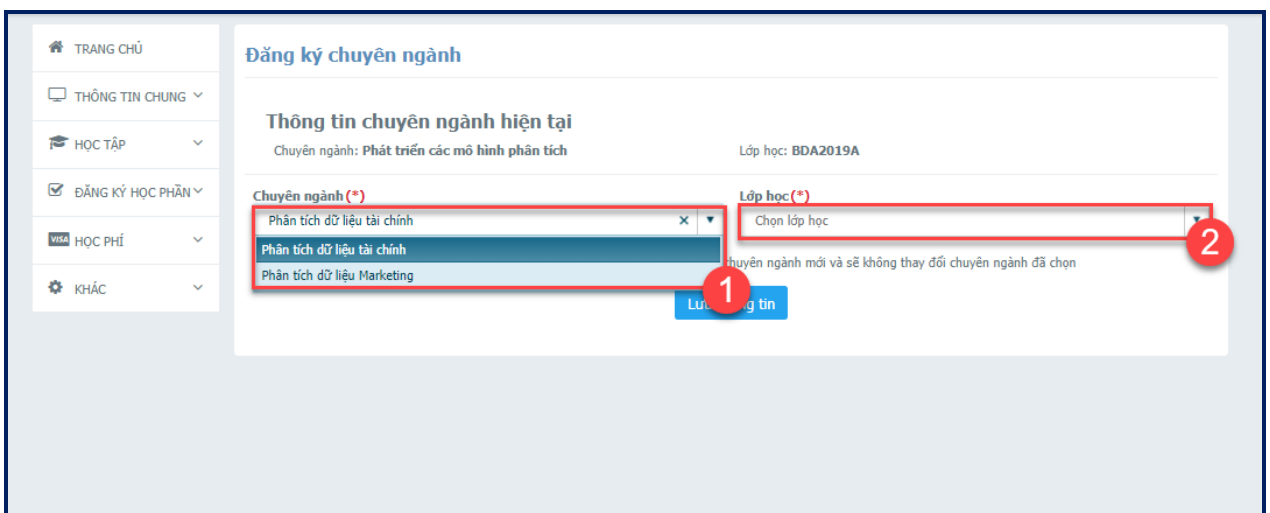 TRANG CHỦ
THÔNG TIN CHUNG
HỌC TẬP
ĐĂNG KÝ HỌC PHẦN
VISA HỌC PHÍ
KHÁC
Đăng ký chuyên ngành
Thông tin chuyên ngành hiện tại
Chuyên ngành: Phát triển các mô hình phân tích
Lớp học: BDA2019A
Chuyên ngành (*)
Lớp học (*)
Phân tích dữ liệu tài chính
Chọn lớp học
2
Phân tích dữ liệu tài chính
Phân tích dữ liệu Marketing
chuyên ngành mới và sẽ không thay đổi chuyên ngành đã chọn
1
tin